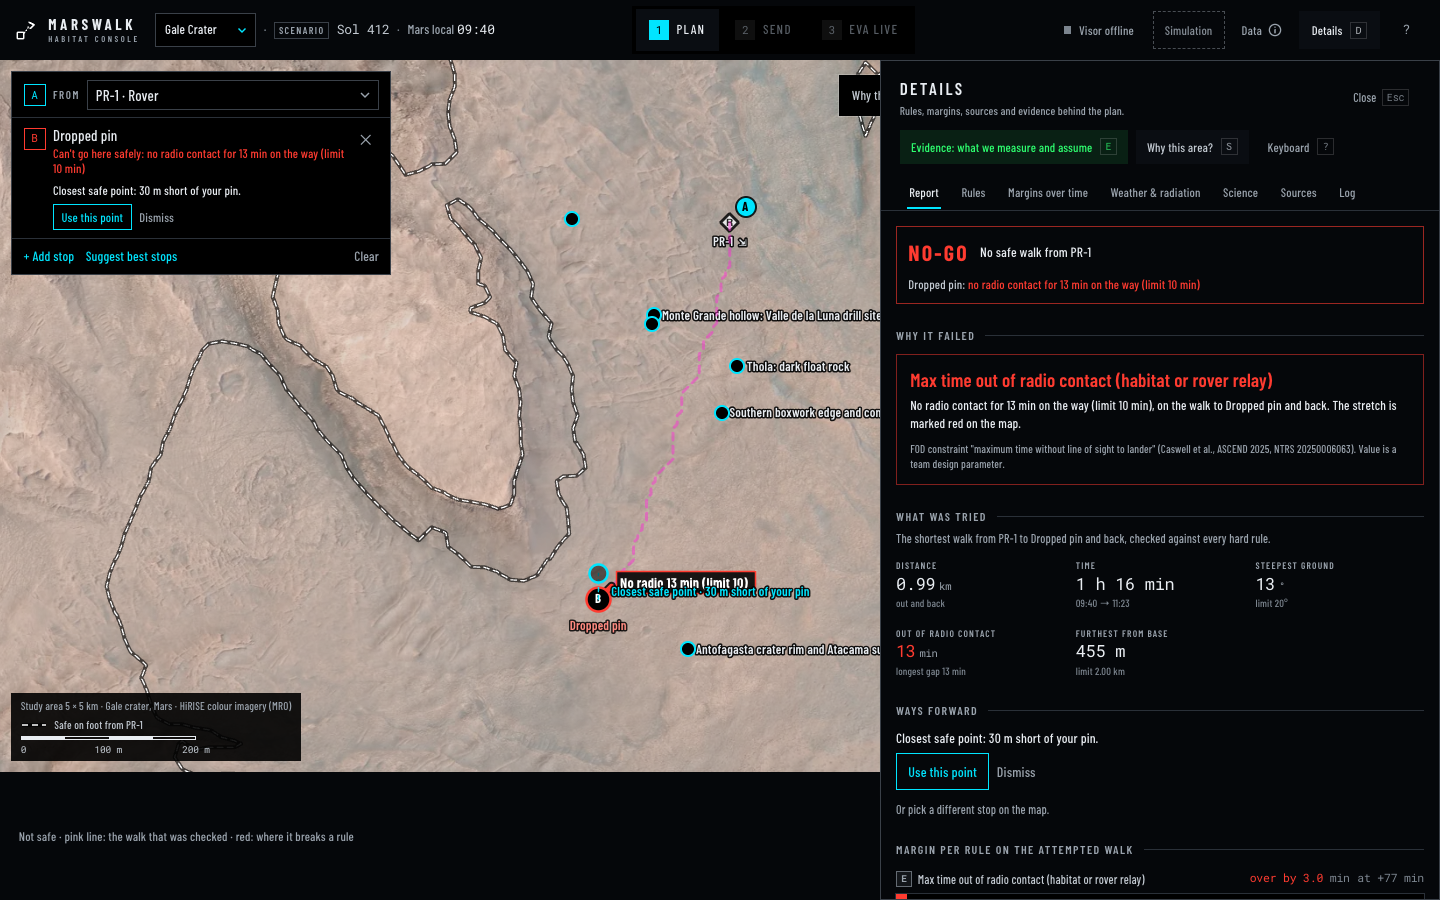 MARSWALK
HABITAT CONSOLE
Gale Crater
· SCENARIO Sol 412 · Mars local 09:40
1 PLAN
2 SEND
3 EVA LIVE
Visor offline
Simulation
Data
Details D
?
A FROM PR-1 · Rover
B Dropped pin
Can't go here safely: no radio contact for 13 min on the way (limit
10 min)
Closest safe point: 30 m short of your pin.
Use this point
Dismiss
+ Add stop
Suggest best stops
Clear
Why th
A
R
PR-1
Monte Grande hollow: Valle de la Luna drill site
Thola: dark float rock
Southern boxwork edge and con
No radio 13 min (limit 10)
Closest safe point · 30 m short of your pin
B
Dropped pin
Antofagasta crater rim and Atacama su
Study area 5 × 5 km · Gale crater, Mars · HiRISE colour imagery (MRO)
Safe on foot from PR-1
0 100 m 200 m
Not safe · pink line: the walk that was checked · red: where it breaks a rule
DETAILS
Rules, margins, sources and evidence behind the plan.
Close Esc
Evidence: what we measure and assume E
Why this area? S
Keyboard ?
Report Rules Margins over time Weather & radiation Science Sources Log
NO-GO No safe walk from PR-1
Dropped pin: no radio contact for 13 min on the way (limit 10 min)
WHY IT FAILED
Max time out of radio contact (habitat or rover relay)
No radio contact for 13 min on the way (limit 10 min), on the walk to Dropped pin and back. The stretch is
marked red on the map.
FOD constraint "maximum time without line of sight to lander" (Caswell et al., ASCEND 2025, NTRS 20250006063). Value is a
team design parameter.
WHAT WAS TRIED
The shortest walk from PR-1 to Dropped pin and back, checked against every hard rule.
DISTANCE
0.99 km
out and back
TIME
1 h 16 min
09:40 → 11:23
STEEPEST GROUND
13 °
limit 20°
OUT OF RADIO CONTACT
13 min
longest gap 13 min
FURTHEST FROM BASE
455 m
limit 2.00 km
WAYS FORWARD
Closest safe point: 30 m short of your pin.
Use this point
Dismiss
Or pick a different stop on the map.
MARGIN PER RULE ON THE ATTEMPTED WALK
E Max time out of radio contact (habitat or rover relay) over by 3.0 min at +77 min